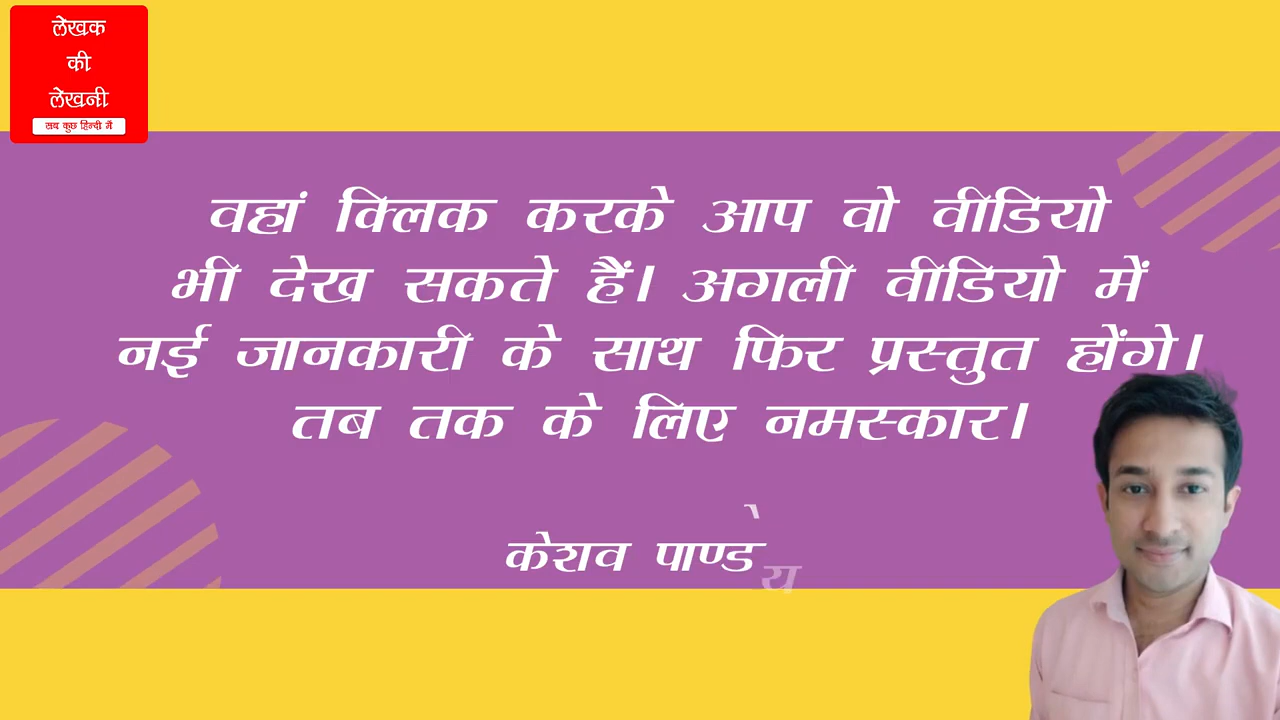 लेखक
की
लेखनी
सब कुछ हिन्दी में
वहां क्लिक करके आप वो वीडियो
भी देख सकते हैं। अगली वीडियो में
नई जानकारी के साथ फिर प्रस्तुत होंगे।
तब तक के लिए नमस्कार।
केशव पाण्डेय